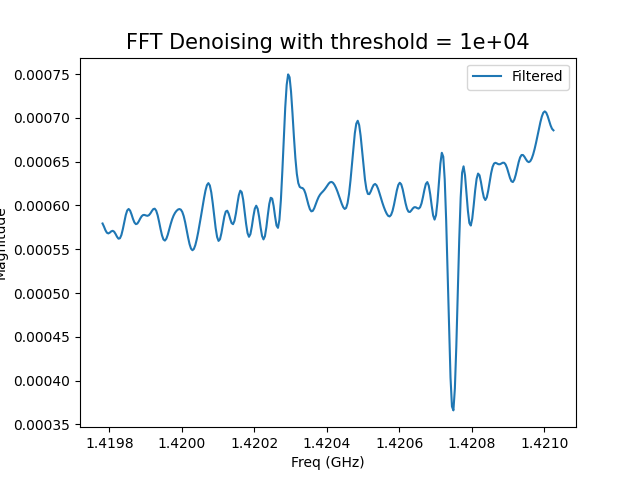 FFT Denoising with threshold = 1e+04
Filtered
0.00075
0.00070
0.00065
0.00060
0.00055
0.00050
0.00045
0.00040
0.00035
Magnitude
1.4198 1.4200 1.4202 1.4204 1.4206 1.4208 1.4210
Freq (GHz)